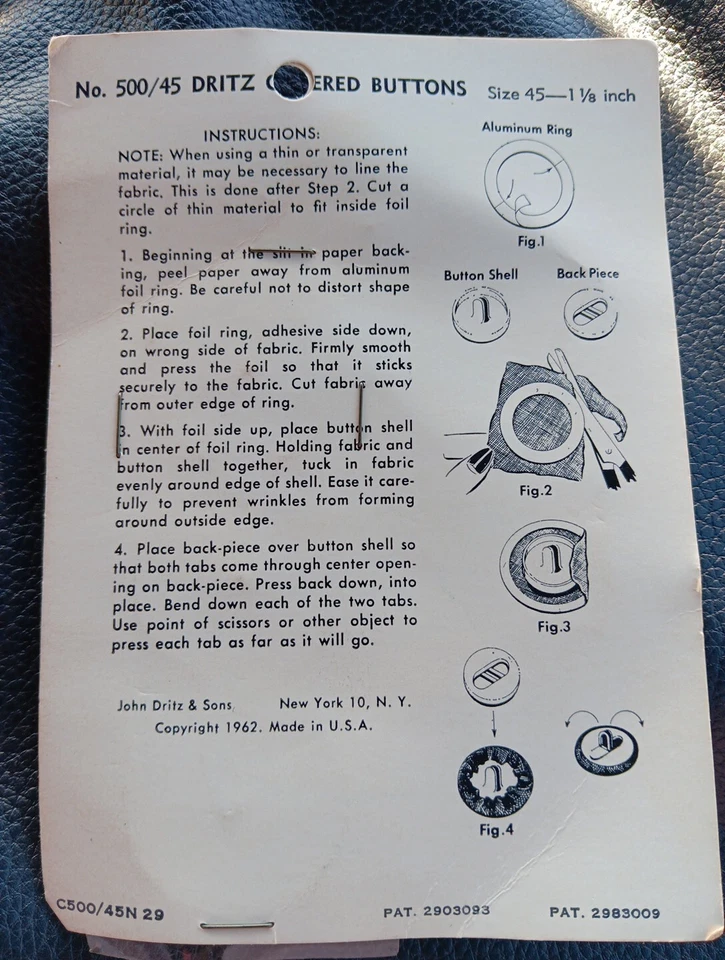 No. 500/45 DRITZ C  ERED BUTTONS
Size 45—1 1/8 inch
INSTRUCTIONS:
NOTE: When using a thin or transparent
material, it may be necessary to line the
fabric. This is done after Step 2. Cut a
circle of thin material to fit inside foil
ring.
1. Beginning at the slit in paper back-
ing, peel paper away from aluminum
foil ring. Be careful not to distort shape
of ring.
2. Place foil ring, adhesive side down,
on wrong side of fabric. Firmly smooth
and press the foil so that it sticks
securely to the fabric. Cut fabric away
from outer edge of ring.
3. With foil side up, place button shell
in center of foil ring. Holding fabric and
button shell together, tuck in fabric
evenly around edge of shell. Ease it care-
fully to prevent wrinkles from forming
around outside edge.
4. Place back-piece over button shell so
that both tabs come through center open-
ing on back-piece. Press back down, into
place. Bend down each of the two tabs.
Use point of scissors or other object to
press each tab as far as it will go.
John Dritz & Sons, New York 10, N. Y.
Copyright 1962. Made in U.S.A.
Aluminum Ring
Fig.1
Button Shell
Back Piece
Fig.2
Fig.3
Fig.4
C500/45N 29
PAT. 2903093
PAT. 2983009